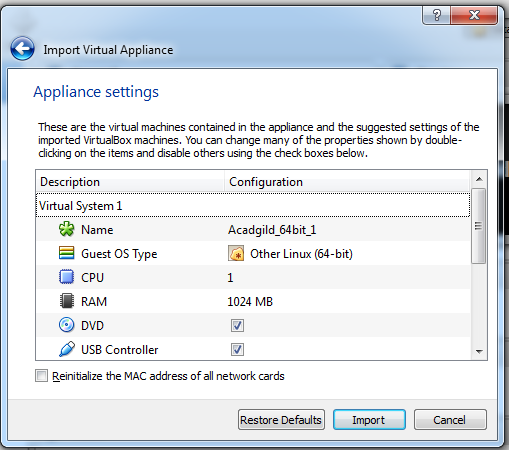 Import Virtual Appliance
Appliance settings
These are the virtual machines contained in the appliance and the suggested settings of the
imported VirtualBox machines. You can change many of the properties shown by double-
clicking on the items and disable others using the check boxes below.
Description Configuration
Virtual System 1
Name Acadgild_64bit_1
Guest OS Type Other Linux (64-bit)
CPU 1
RAM 1024 MB
DVD
USB Controller
Reinitialize the MAC address of all network cards
Restore Defaults Import Cancel